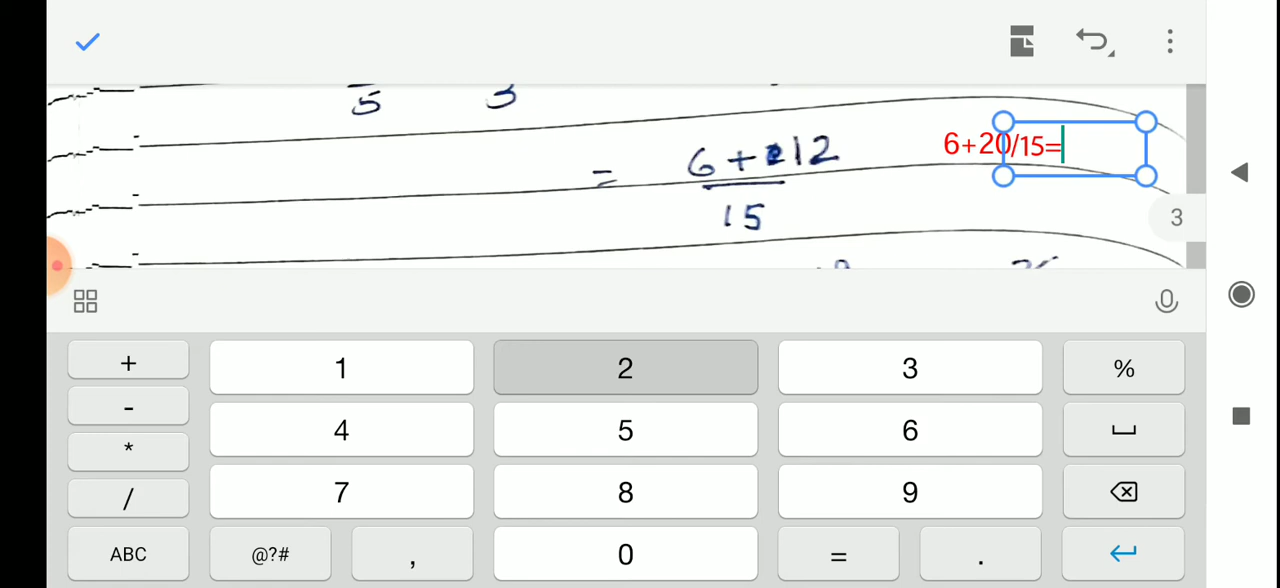 5 3
= 6+12 6+20/15=
15
3
+ 1 2 3 %
- 4 5 6
*
/ 7 8 9
ABC @?# , 0 = .